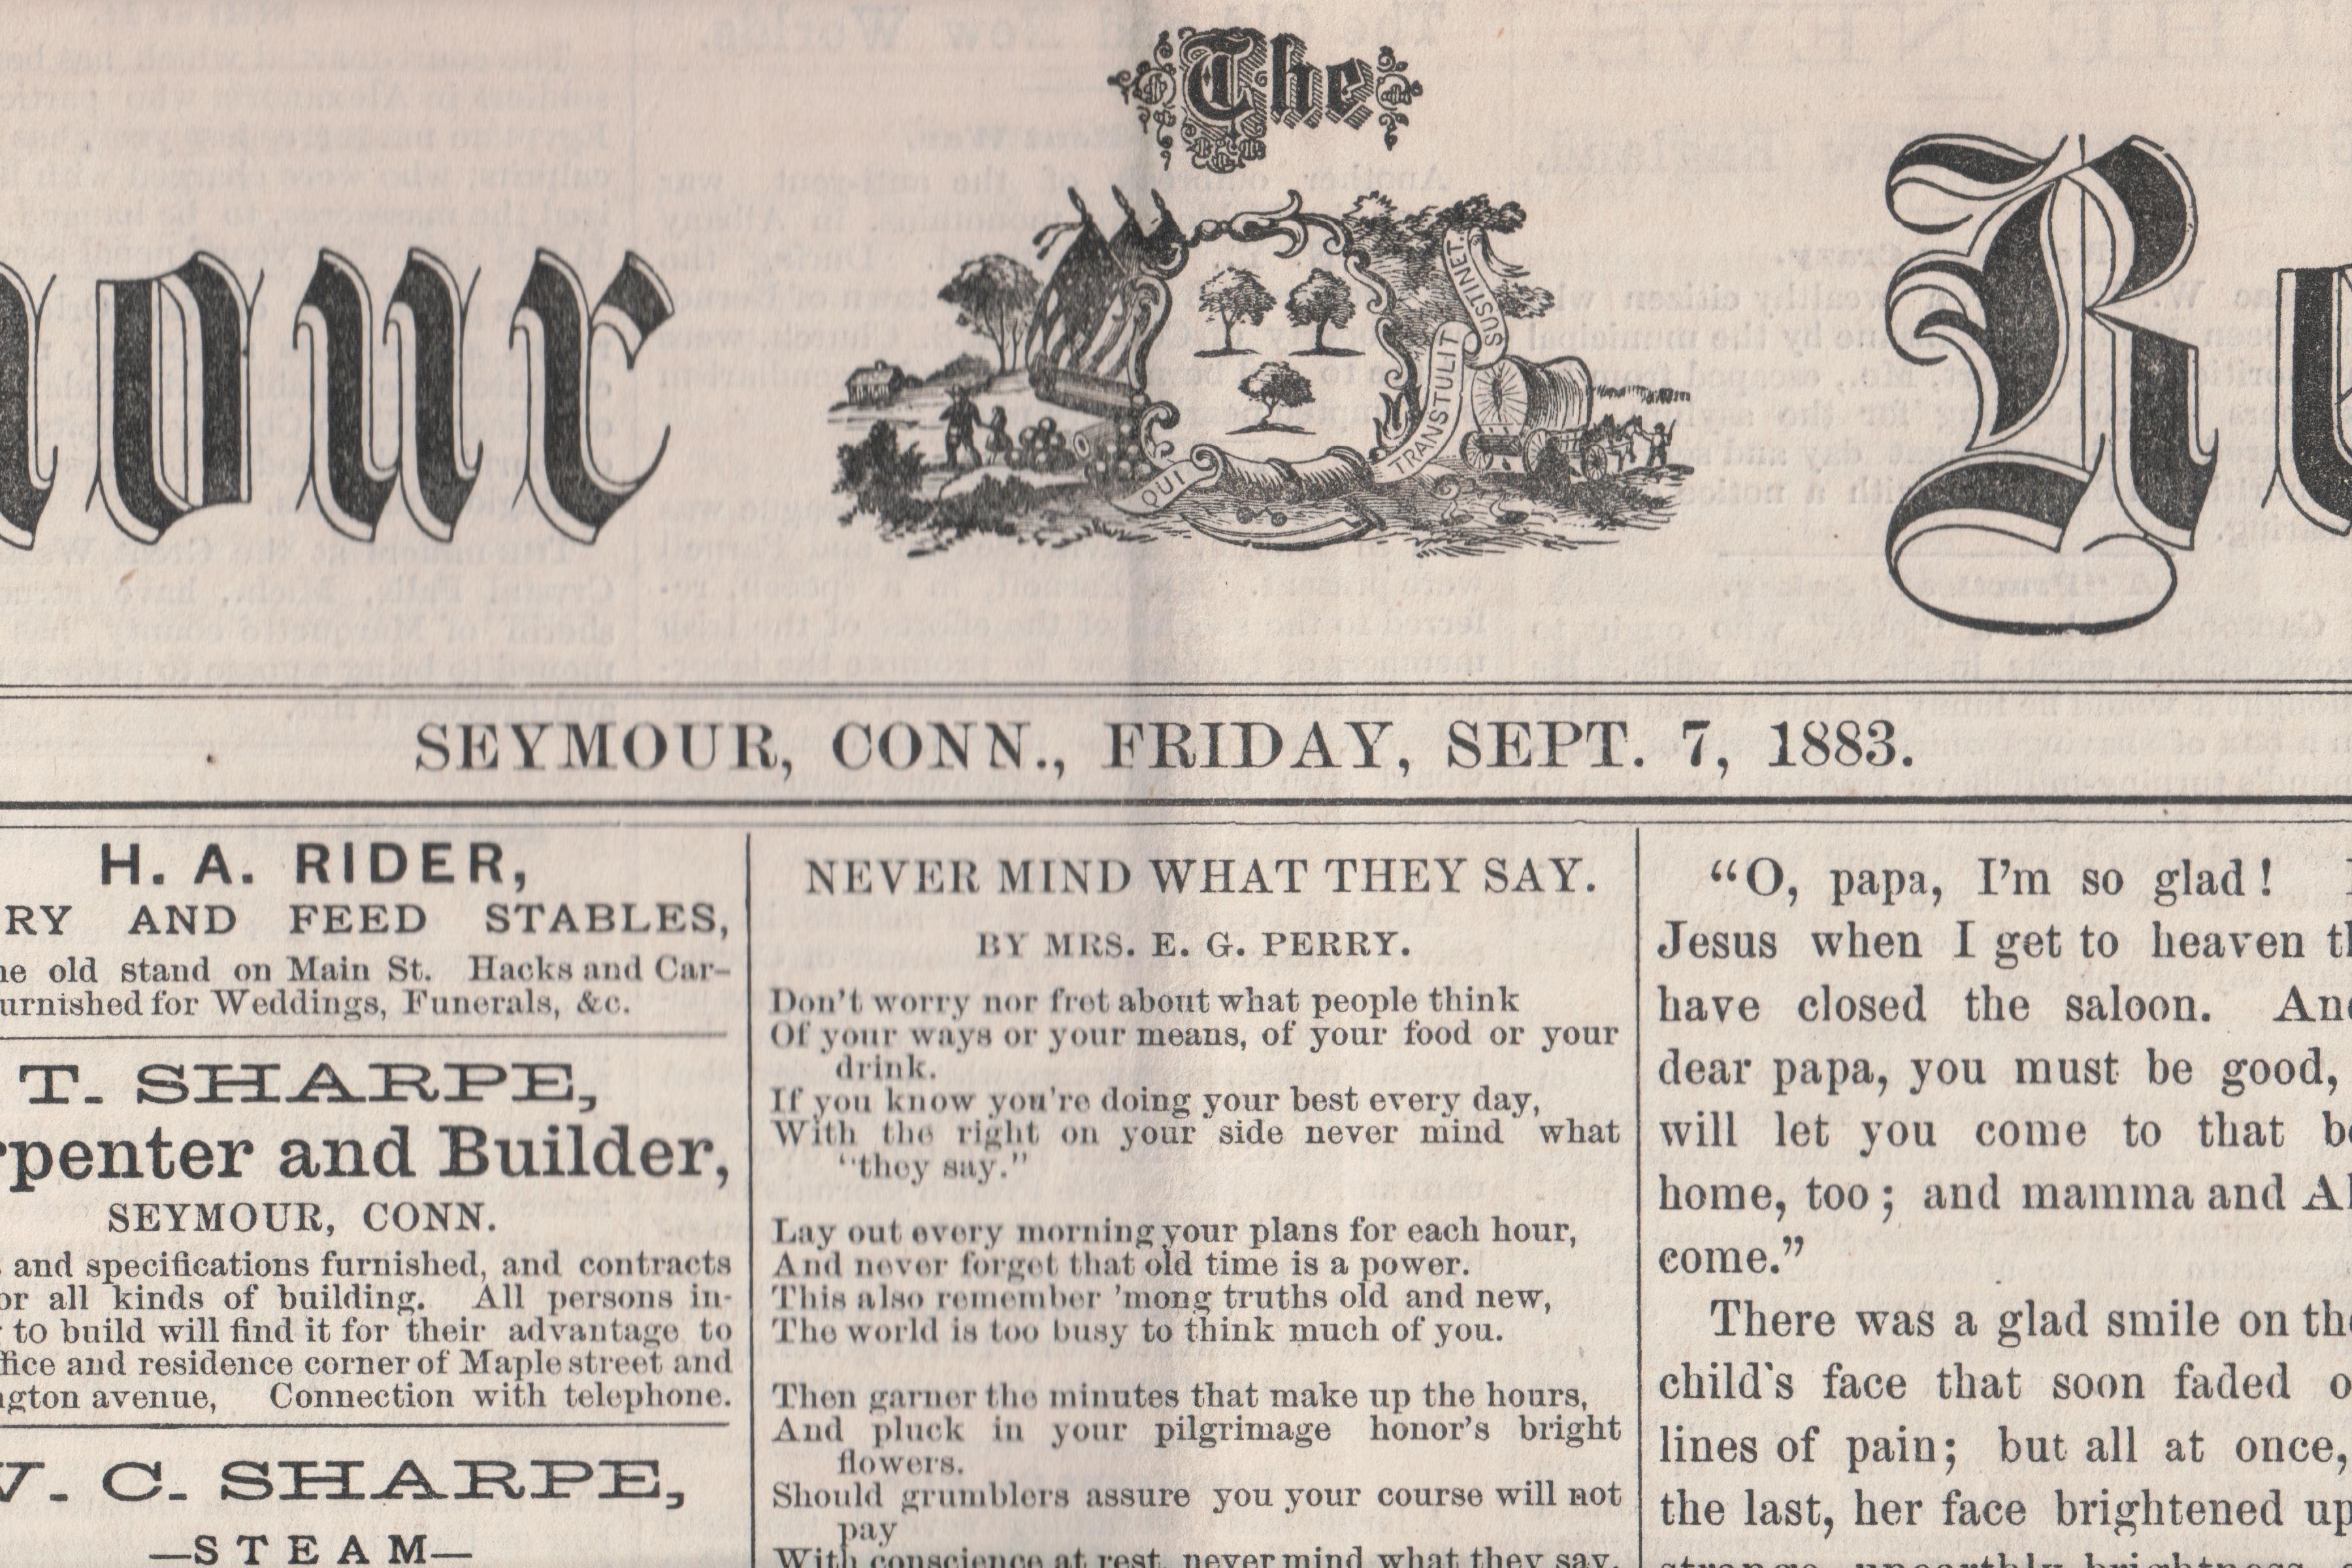 The
our
QUI TRANSTULIT SUSTINET.
SEYMOUR, CONN., FRIDAY, SEPT. 7, 1883.
H. A. RIDER,
RY AND FEED STABLES,
he old stand on Main St. Hacks and Car-
urnished for Weddings, Funerals, &c.
T. SHARPE,
rpenter and Builder,
SEYMOUR, CONN.
and specifications furnished, and contracts
or all kinds of building. All persons in-
to build will find it for their advantage to
ffice and residence corner of Maple street and
ngton avenue, Connection with telephone.
C. SHARPE,
—STEAM—
NEVER MIND WHAT THEY SAY.
BY MRS. E. G. PERRY.
Don't worry nor fret about what people think
Of your ways or your means, of your food or your
drink.
If you know you're doing your best every day,
With the right on your side never mind what
"they say."
Lay out every morning your plans for each hour,
And never forget that old time is a power.
This also remember 'mong truths old and new,
The world is too busy to think much of you.
Then garner the minutes that make up the hours,
And pluck in your pilgrimage honor's bright
flowers.
Should grumblers assure you your course will not
pay
With conscience at rest, never mind what they say.
“O, papa, I'm so glad!
Jesus when I get to heaven th
have closed the saloon. And
dear papa, you must be good,
will let you come to that be
home, too; and mamma and Al
come.”
There was a glad smile on the
child's face that soon faded o
lines of pain; but all at once,
the last, her face brightened up
strange, unearthly brightness